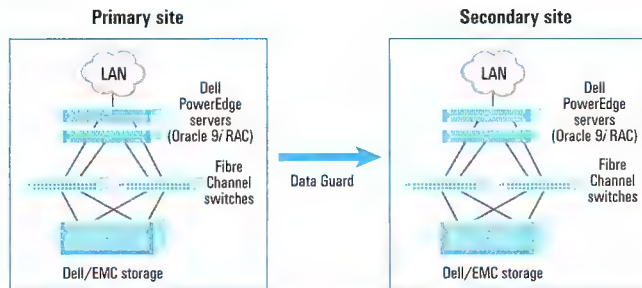 Primary site
LAN
Dell
PowerEdge
servers
(Oracle 9i RAC)
Fibre
Channel
switches
Dell/EMC storage
Data Guard
Secondary site
LAN
Dell
PowerEdge
servers
(Oracle 9i RAC)
Fibre
Channel
switches
Dell/EMC storage